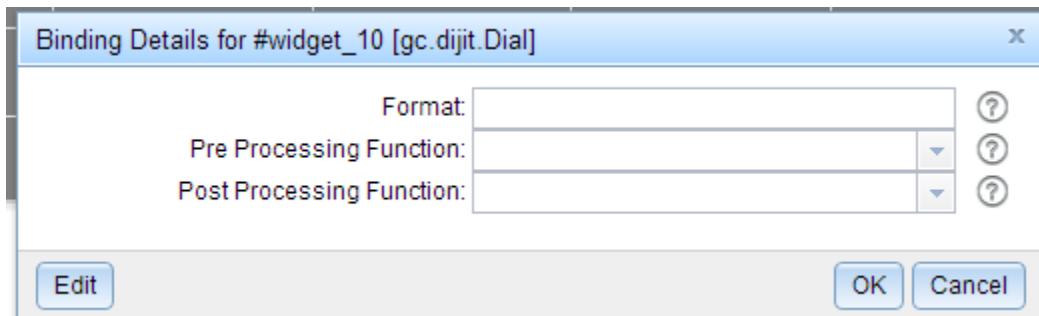 Binding Details for #widget_10 [gc.dijit.Dial] x
Format: ?
Pre Processing Function: ?
Post Processing Function: ?
Edit OK Cancel